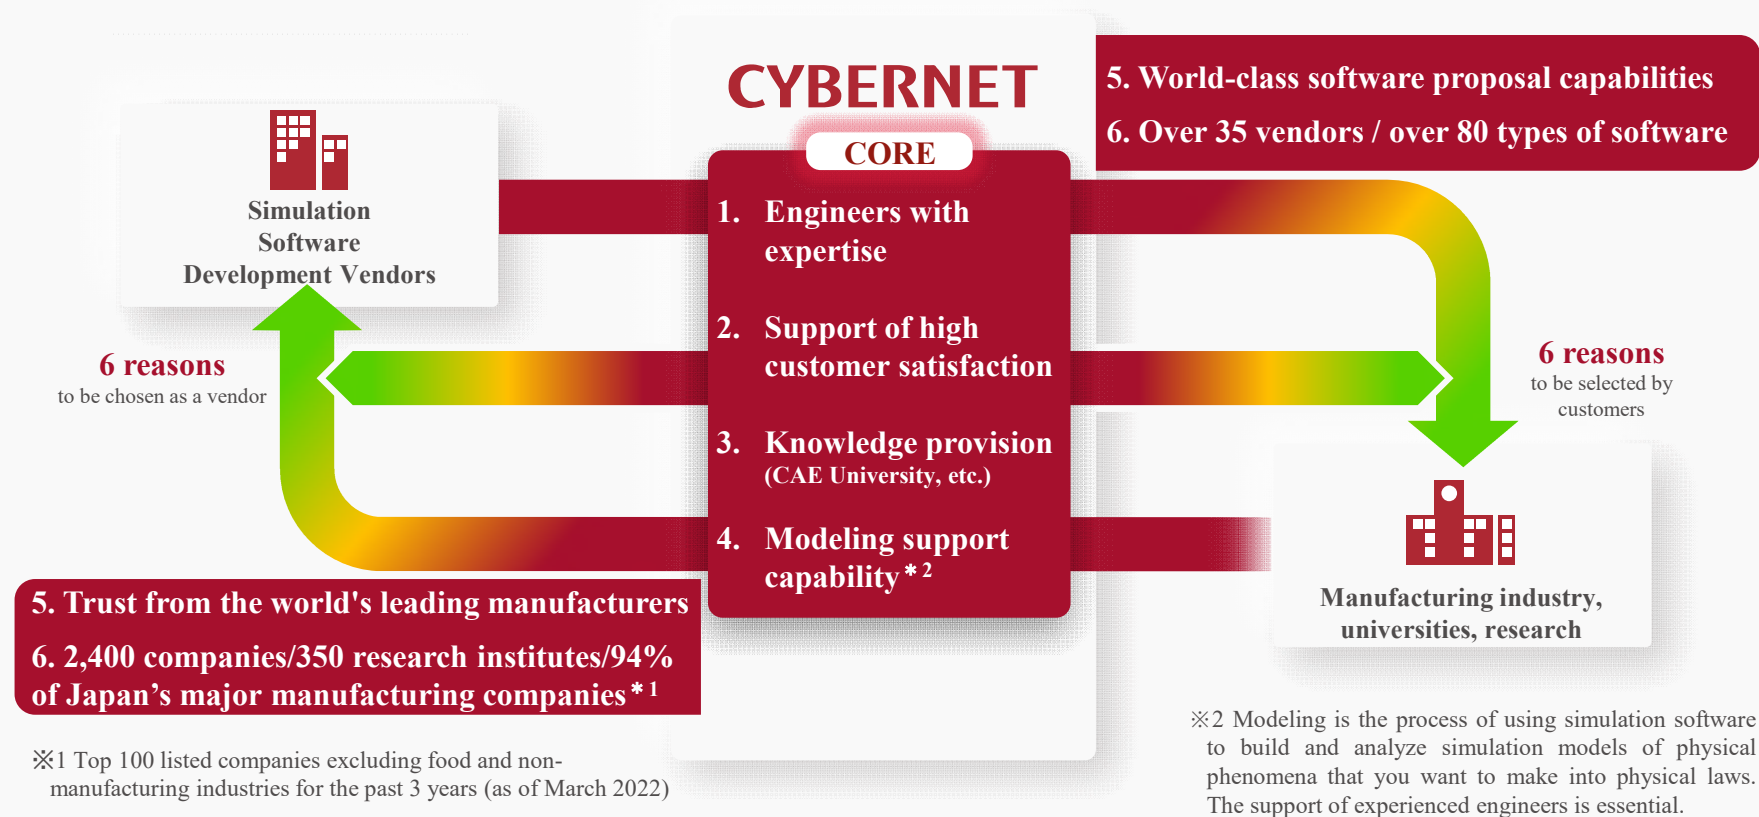 CYBERNET
CORE
1. Engineers with
expertise
2. Support of high
customer satisfaction
3. Knowledge provision
(CAE University, etc.)
4. Modeling support
capability＊2
Simulation
Software
Development Vendors
6 reasons
to be chosen as a vendor
5. Trust from the world's leading manufacturers
6. 2,400 companies/350 research institutes/94%
of Japan’s major manufacturing companies＊1
※1 Top 100 listed companies excluding food and non-
manufacturing industries for the past 3 years (as of March 2022)
5. World-class software proposal capabilities
6. Over 35 vendors / over 80 types of software
6 reasons
to be selected by
customers
Manufacturing industry,
universities, research
※2 Modeling is the process of using simulation software
to build and analyze simulation models of physical
phenomena that you want to make into physical laws.
The support of experienced engineers is essential.